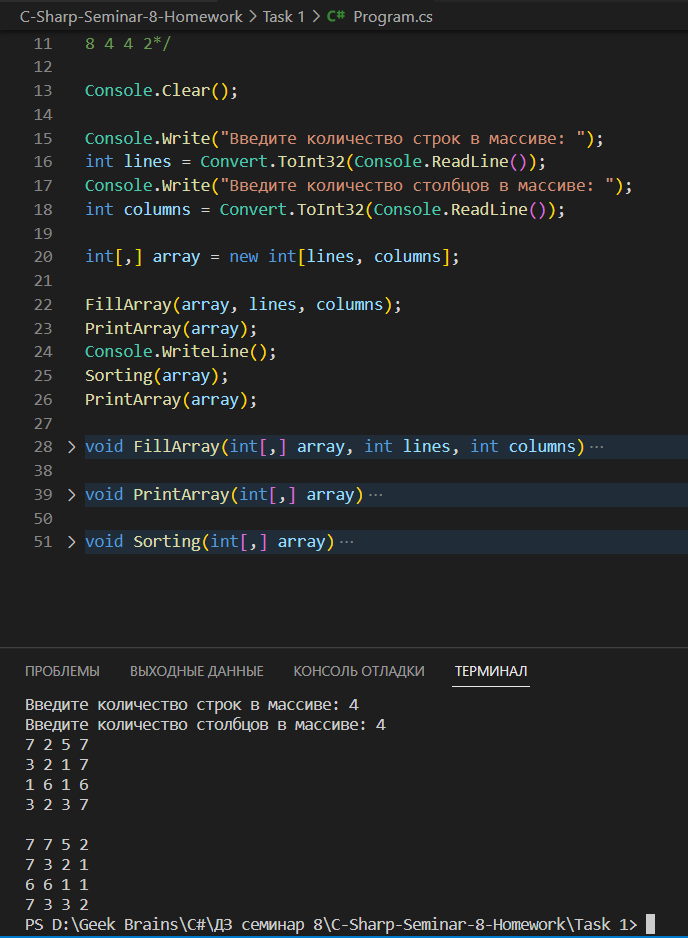 C-Sharp-Seminar-8-Homework > Task 1 > C# Program.cs
11 8 4 4 2*/
12
13 Console.Clear();
14
15 Console.Write("Введите количество строк в массиве: ");
16 int lines = Convert.ToInt32(Console.ReadLine());
17 Console.Write("Введите количество столбцов в массиве: ");
18 int columns = Convert.ToInt32(Console.ReadLine());
19
20 int[,] array = new int[lines, columns];
21
22 FillArray(array, lines, columns);
23 PrintArray(array);
24 Console.WriteLine();
25 Sorting(array);
26 PrintArray(array);
27
28 > void FillArray(int[,] array, int lines, int columns) ···
38
39 > void PrintArray(int[,] array) ···
50
51 > void Sorting(int[,] array) ···
ПРОБЛЕМЫ ВЫХОДНЫЕ ДАННЫЕ КОНСОЛЬ ОТЛАДКИ ТЕРМИНАЛ
Введите количество строк в массиве: 4
Введите количество столбцов в массиве: 4
7 2 5 7
3 2 1 7
1 6 1 6
3 2 3 7

7 7 5 2
7 3 2 1
6 6 1 1
7 3 3 2
PS D:\Geek Brains\C#\ДЗ семинар 8\C-Sharp-Seminar-8-Homework\Task 1>